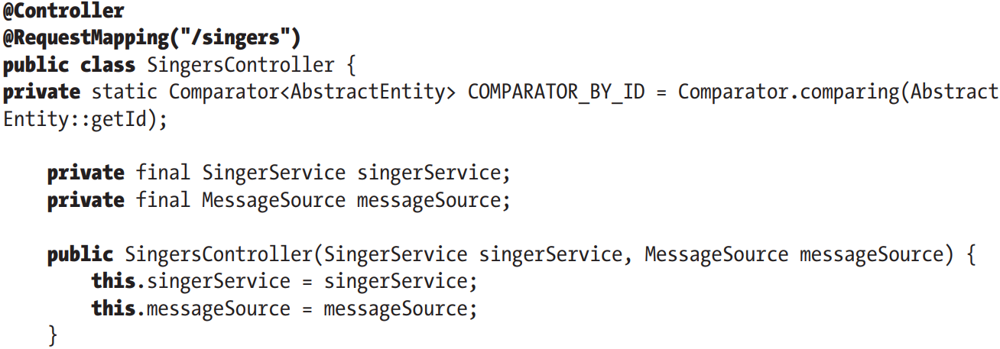 @Controller
@RequestMapping("/singers")
public class SingersController {
private static Comparator<AbstractEntity> COMPARATOR_BY_ID = Comparator.comparing(Abstract
Entity::getId);
private final SingerService singerService;
private final MessageSource messageSource;
public SingersController(SingerService singerService, MessageSource messageSource) {
this.singerService = singerService;
this.messageSource = messageSource;
}